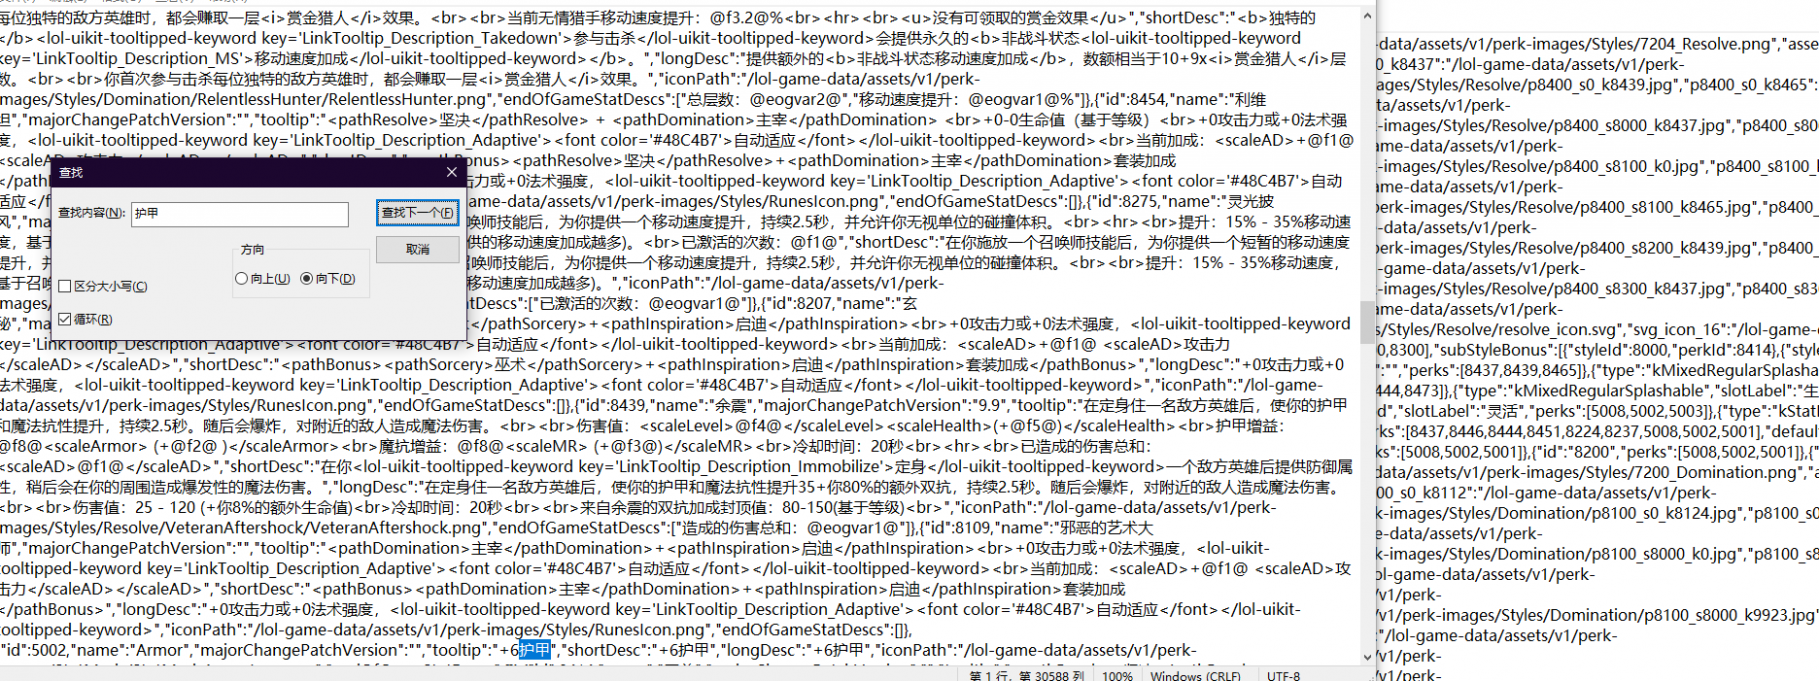 每位独特的敌方英雄时，都会赚取一层<i>赏金猎人</i>效果。<br><br>当前无情猎手移动速度提升：@f3.2@%<br><hr><br><u>没有可领取的赏金效果</u>","shortDesc":"<b>独特的
</b><lol-uikit-tooltipped-keyword key='LinkTooltip_Description_Takedown'>参与击杀</lol-uikit-tooltipped-keyword>会提供永久的<b>非战斗状态<lol-uikit-tooltipped-keyword
key='LinkTooltip_Description_MS'>移动速度加成</lol-uikit-tooltipped-keyword></b>。","longDesc":"提供额外的<b>非战斗状态移动速度加成</b>，数额相当于10+9x<i>赏金猎人</i>层
数。<br><br>你首次参与击杀每位独特的敌方英雄时，都会赚取一层<i>赏金猎人</i>效果。","iconPath":"/lol-game-data/assets/v1/perk-
images/Styles/Domination/RelentlessHunter/RelentlessHunter.png","endOfGameStatDescs":["总层数：@eogvar2@","移动速度提升：@eogvar1@%"]},{"id":8454,"name":"利维
坦","majorChangePatchVersion":"","tooltip":"<pathResolve>坚决</pathResolve> + <pathDomination>主宰</pathDomination> <br>+0-0生命值（基于等级）<br>+0攻击力或+0法术强
度，<lol-uikit-tooltipped-keyword key='LinkTooltip_Description_Adaptive'><font color='#48C4B7'>自动适应</font></lol-uikit-tooltipped-keyword><br>当前加成：<scaleAD>+@f1@
onus><pathResolve>坚决</pathResolve>+<pathDomination>主宰</pathDomination>套装加成
击力或+0法术强度，<lol-uikit-tooltipped-keyword key='LinkTooltip_Description_Adaptive'><font color='#48C4B7'>自动
适应
-game-data/assets/v1/perk-images/Styles/RunesIcon.png","endOfGameStatDescs":[]},{"id":8275,"name":"灵光披
风","ma
唤师技能后，为你提供一个移动速度提升，持续2.5秒，并允许你无视单位的碰撞体积。<br><hr><br>提升：15% - 35%移动速
度，基于
供的移动速度加成越多)。<br>已激活的次数：@f1@","shortDesc":"在你施放一个召唤师技能后，为你提供一个短暂的移动速度
提升，并
召唤师技能后，为你提供一个移动速度提升，持续2.5秒，并允许你无视单位的碰撞体积。<br><br>提升：15% - 35%移动速度，
基于召唤
移动速度加成越多)。","iconPath":"/lol-game-data/assets/v1/perk-
images/
tDescs":["已激活的次数：@eogvar1@"]},{"id":8207,"name":"玄
秘","ma
</pathSorcery>+<pathInspiration>启迪</pathInspiration><br>+0攻击力或+0法术强度，<lol-uikit-tooltipped-keyword
key='LinkTooltip_Description_Adaptive'><font color='#48C4B7'>自动适应</font></lol-uikit-tooltipped-keyword><br>当前加成：<scaleAD>+@f1@ <scaleAD>攻击力
</scaleAD></scaleAD>","shortDesc":"<pathBonus><pathSorcery>巫术</pathSorcery>+<pathInspiration>启迪</pathInspiration>套装加成</pathBonus>","longDesc":"+0攻击力或+0
法术强度，<lol-uikit-tooltipped-keyword key='LinkTooltip_Description_Adaptive'><font color='#48C4B7'>自动适应</font></lol-uikit-tooltipped-keyword>","iconPath":"/lol-game-
data/assets/v1/perk-images/Styles/RunesIcon.png","endOfGameStatDescs":[]},{"id":8439,"name":"余震","majorChangePatchVersion":"9.9","tooltip":"在定身住一名敌方英雄后，使你的护甲
和魔法抗性提升，持续2.5秒。随后会爆炸，对附近的敌人造成魔法伤害。<br><br>伤害值：<scaleLevel>@f4@</scaleLevel><scaleHealth>(+@f5@)</scaleHealth><br>护甲增益：
@f8@<scaleArmor> (+@f2@ )</scaleArmor><br>魔抗增益：@f8@<scaleMR> (+@f3@)</scaleMR><br>冷却时间：20秒<br><hr><br>已造成的伤害总和：
<scaleAD>@f1@</scaleAD>","shortDesc":"在你<lol-uikit-tooltipped-keyword key='LinkTooltip_Description_Immobilize'>定身</lol-uikit-tooltipped-keyword>一个敌方英雄后提供防御属
性，稍后会在你的周围造成爆发性的魔法伤害。","longDesc":"在定身住一名敌方英雄后，使你的护甲和魔法抗性提升35+你80%的额外双抗，持续2.5秒。随后会爆炸，对附近的敌人造成魔法伤害。
<br><br>伤害值：25 - 120 (+你8%的额外生命值)<br>冷却时间：20秒<br><br>来自余震的双抗加成封顶值：80-150(基于等级)<br>","iconPath":"/lol-game-data/assets/v1/perk-
images/Styles/Resolve/VeteranAftershock/VeteranAftershock.png","endOfGameStatDescs":["造成的伤害总和：@eogvar1@"]},{"id":8109,"name":"邪恶的艺术大
师","majorChangePatchVersion":"","tooltip":"<pathDomination>主宰</pathDomination>+<pathInspiration>启迪</pathInspiration><br>+0攻击力或+0法术强度，<lol-uikit-
tooltipped-keyword key='LinkTooltip_Description_Adaptive'><font color='#48C4B7'>自动适应</font></lol-uikit-tooltipped-keyword><br>当前加成：<scaleAD>+@f1@ <scaleAD>攻
击力</scaleAD></scaleAD>","shortDesc":"<pathBonus><pathDomination>主宰</pathDomination>+<pathInspiration>启迪</pathInspiration>套装加成
</pathBonus>","longDesc":"+0攻击力或+0法术强度，<lol-uikit-tooltipped-keyword key='LinkTooltip_Description_Adaptive'><font color='#48C4B7'>自动适应</font></lol-uikit-
tooltipped-keyword>","iconPath":"/lol-game-data/assets/v1/perk-images/Styles/RunesIcon.png","endOfGameStatDescs":[]},
{"id":5002,"name":"Armor","majorChangePatchVersion":"","tooltip":"+6护甲","shortDesc":"+6护甲","longDesc":"+6护甲","iconPath":"/lol-game-data/assets/v1/perk-
第 1 行，第 30588 列 100% Windows (CRLF) UTF-8
查找
查找内容(N): 护甲 查找下一个(F)
方向 取消
向上(U) 向下(D)
区分大小写(C)
循环(R)
-data/assets/v1/perk-images/Styles/7204_Resolve.png","asse
0_k8437":"/lol-game-data/assets/v1/perk-
ages/Styles/Resolve/p8400_s0_k8439.jpg","p8400_s0_k8465":
ata/assets/v1/perk-
k-images/Styles/Resolve/p8400_s8000_k8437.jpg","p8400_s80
me-data/assets/v1/perk-
erk-images/Styles/Resolve/p8400_s8100_k0.jpg","p8400_s8100_
me-data/assets/v1/perk-
k-images/Styles/Resolve/p8400_s8100_k8465.jpg","p8400_
me-data/assets/v1/perk-
perk-images/Styles/Resolve/p8400_s8200_k8439.jpg","p8400_
ol-game-data/assets/v1/perk-
perk-images/Styles/Resolve/p8400_s8300_k8437.jpg","p8400_s830
me-data/assets/v1/perk-
s/Styles/Resolve/resolve_icon.svg","svg_icon_16":"/lol-game-d
0,8300],"subStyleBonus":[{"styleId":8000,"perkId":8414},{"style
:"","perks":[8437,8439,8465]},{"type":"kMixedRegularSplasha
444,8473]},{"type":"kMixedRegularSplashable","slotLabel":"生
d","slotLabel":"灵活","perks":[5008,5002,5003]},{"type":"kStat
rks":[8437,8446,8444,8451,8224,8237,5008,5002,5001],"default
ks":[5008,5002,5001]},{"id":"8200","perks":[5008,5002,5001]},{"
ata/assets/v1/perk-images/Styles/7200_Domination.png","ass
00_s0_k8112":"/lol-game-data/assets/v1/perk-
mages/Styles/Domination/p8100_s0_k8124.jpg","p8100_s0
me-data/assets/v1/perk-
k-images/Styles/Domination/p8100_s8000_k0.jpg","p8100_s8
ol-game-data/assets/v1/perk-
me-data/assets/v1/perk-
/v1/perk-images/Styles/Domination/p8100_s8000_k9923.jpg"
:"/lol-game-data/assets/v1/perk-
me-data/assets/v1/perk-